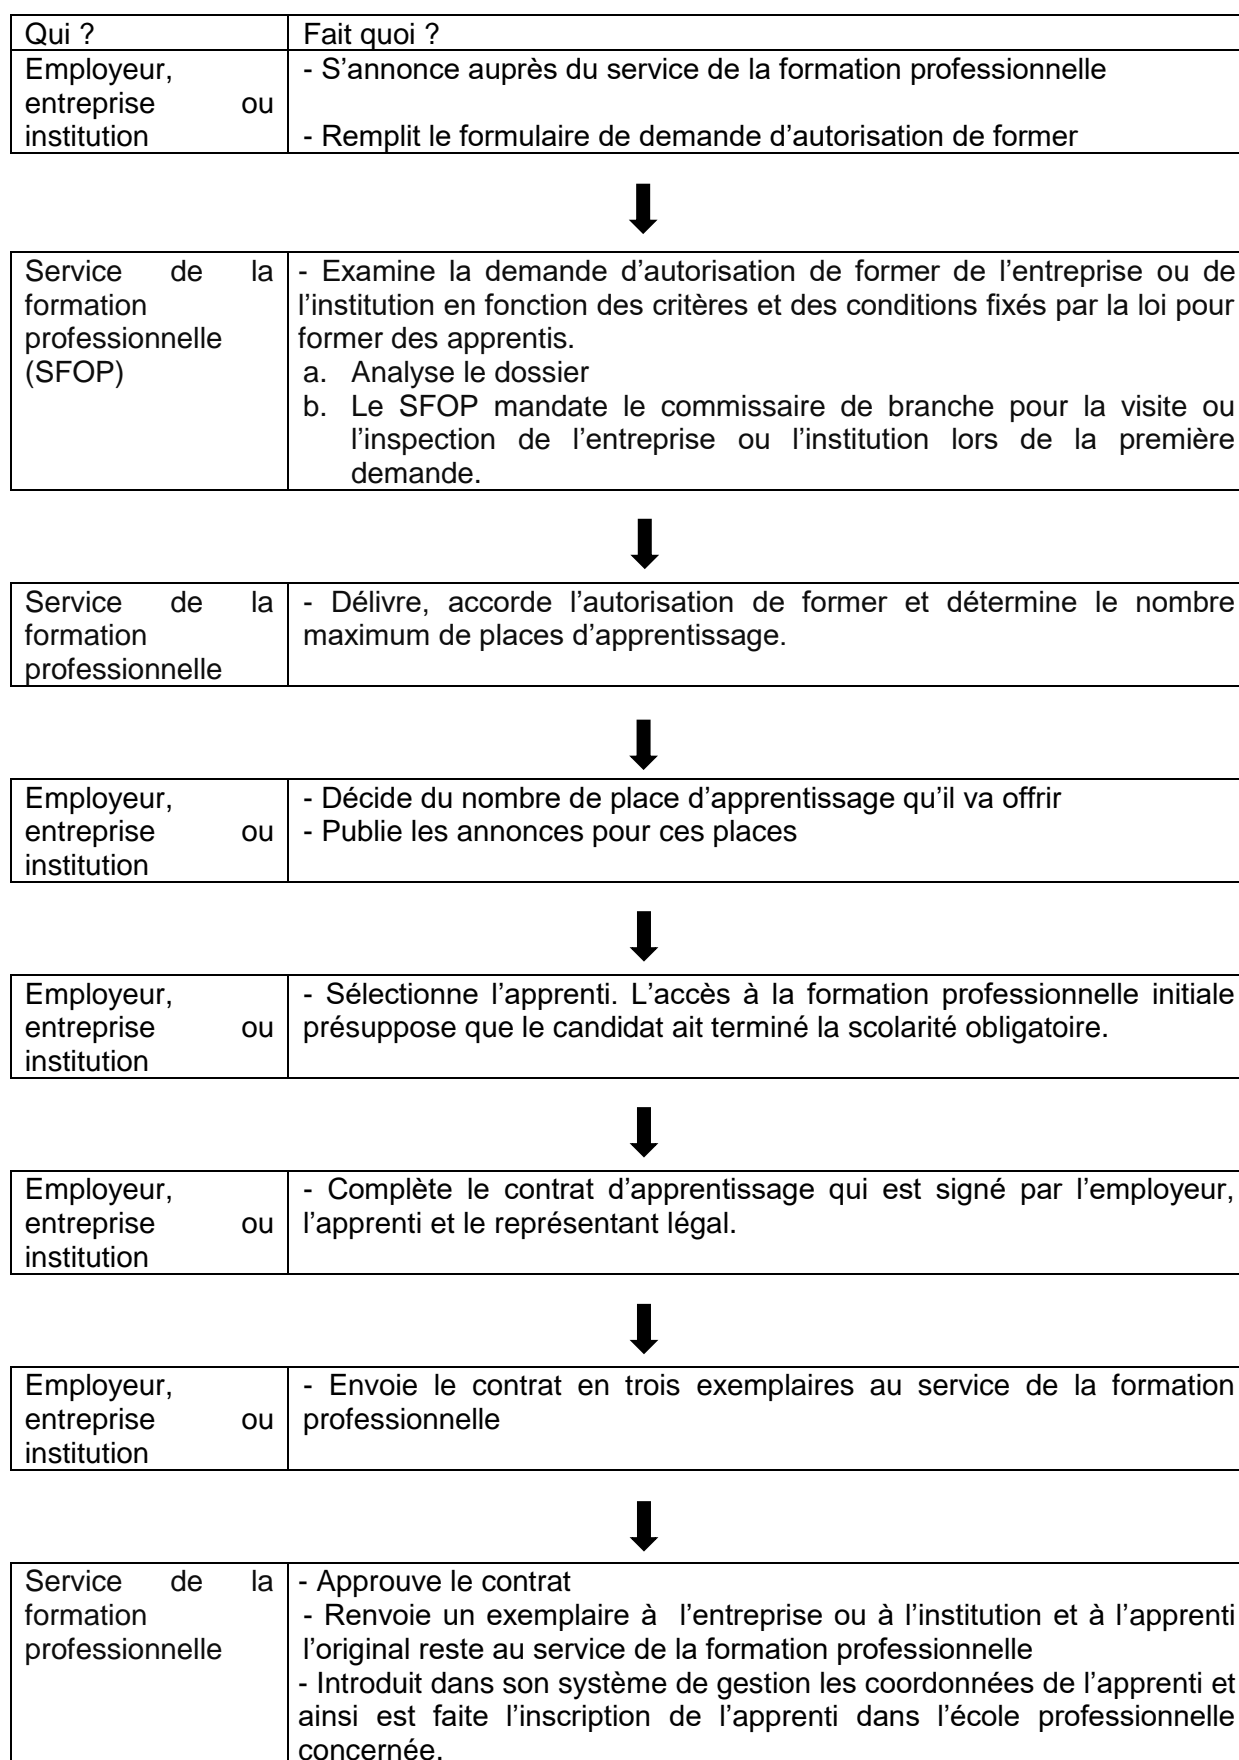 Qui ? Fait quoi ?
Employeur, entreprise ou institution
- S’annonce auprès du service de la formation professionnelle
- Remplit le formulaire de demande d’autorisation de former
Service de la
formation
professionnelle
(SFOP)
- Examine la demande d’autorisation de former de l’entreprise ou de
l’institution en fonction des critères et des conditions fixés par la loi pour
former des apprentis.
a. Analyse le dossier
b. Le SFOP mandate le commissaire de branche pour la visite ou
l’inspection de l’entreprise ou l’institution lors de la première
demande.
Service de la
formation
professionnelle
- Délivre, accorde l’autorisation de former et détermine le nombre
maximum de places d’apprentissage.
Employeur,
entreprise ou
institution
- Décide du nombre de place d’apprentissage qu’il va offrir
- Publie les annonces pour ces places
Employeur,
entreprise ou
institution
- Sélectionne l’apprenti. L’accès à la formation professionnelle initiale
présuppose que le candidat ait terminé la scolarité obligatoire.
Employeur,
entreprise ou
institution
- Complète le contrat d’apprentissage qui est signé par l’employeur,
l’apprenti et le représentant légal.
Employeur,
entreprise ou
institution
- Envoie le contrat en trois exemplaires au service de la formation
professionnelle
Service de la
formation
professionnelle
- Approuve le contrat
- Renvoie un exemplaire à l’entreprise ou à l’institution et à l’apprenti
l’original reste au service de la formation professionnelle
- Introduit dans son système de gestion les coordonnées de l’apprenti et
ainsi est faite l’inscription de l’apprenti dans l’école professionnelle
concernée.